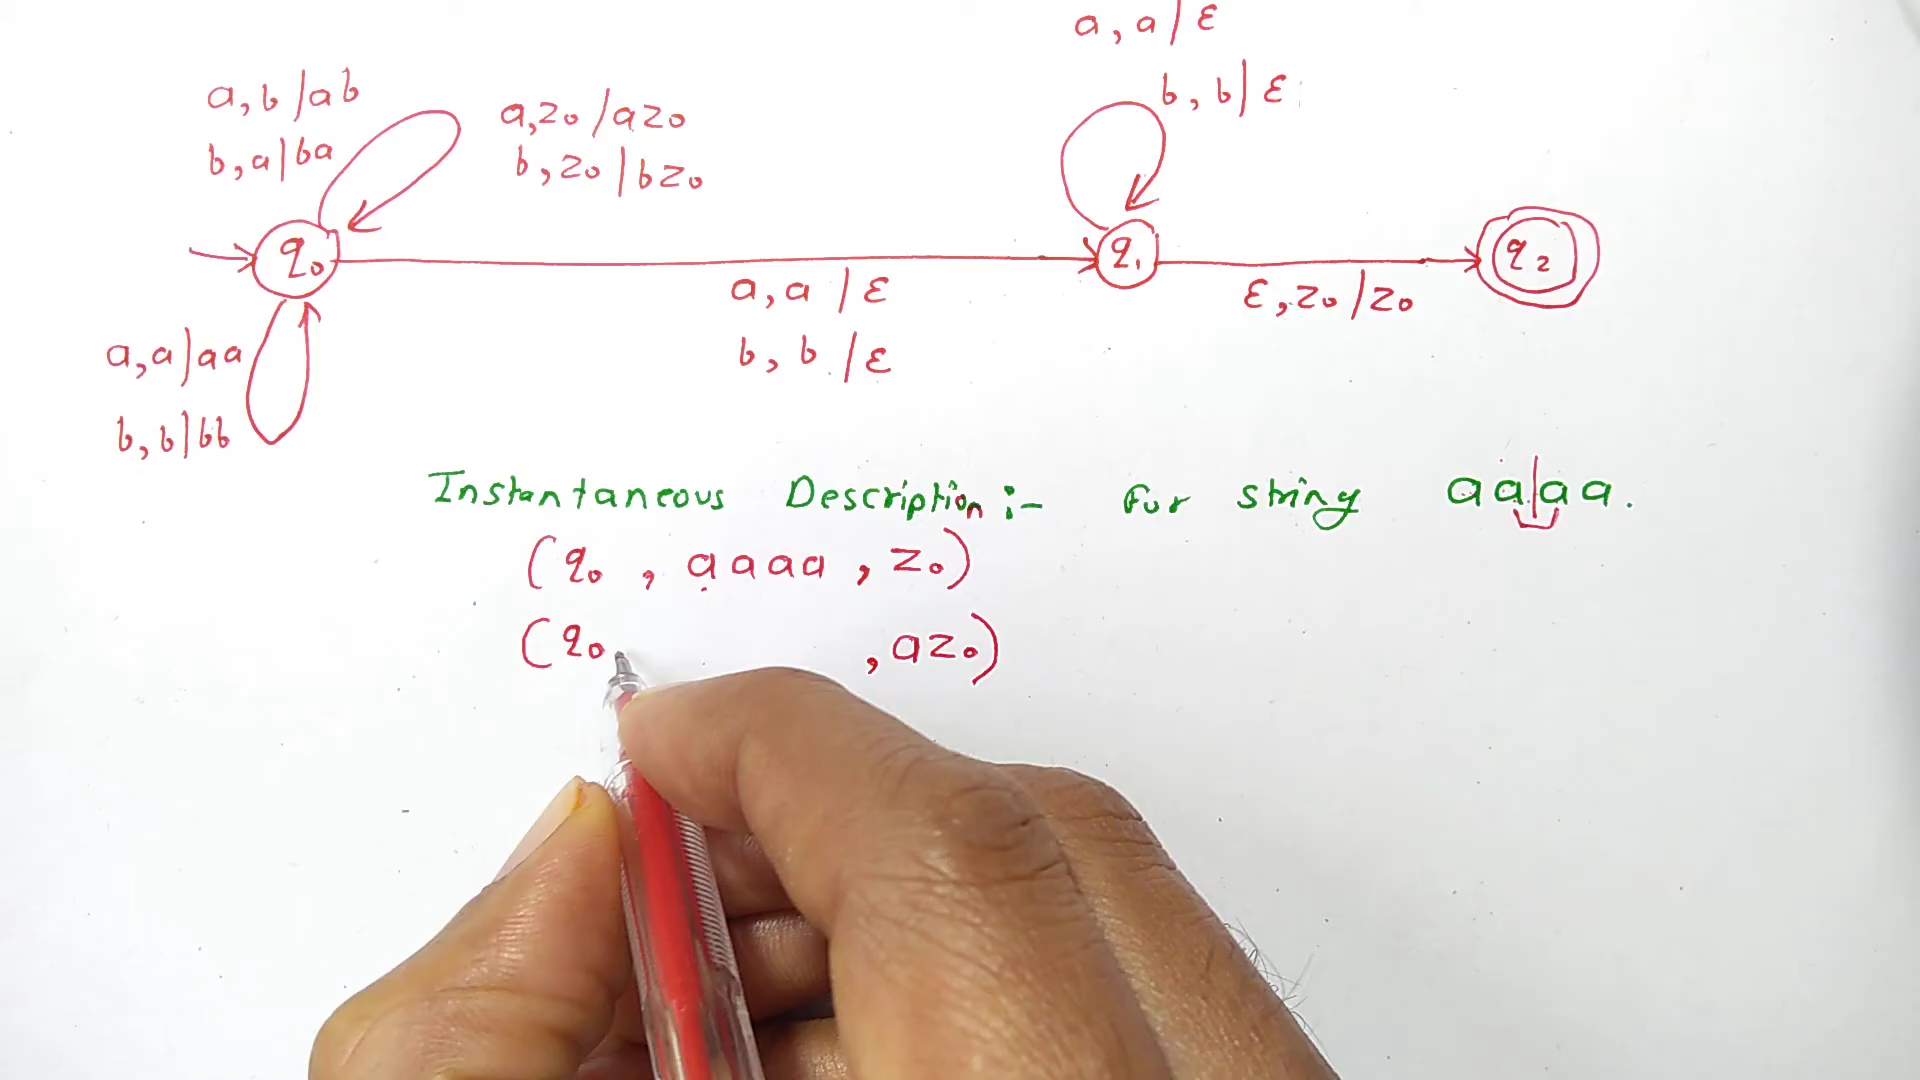 a, a / ε
b, b | ε
a, b / ab
b, a | ba
a, z₀ / az₀
b, z₀ | bz₀
q₀
q₁
q₂
a, a / ε
b, b / ε
ε, z₀ / z₀
a, a | aa
b, b | bb
Instantaneous Description :- For string aa|aa.
(q₀ , aaaa , z₀)
(q₀ , az₀)